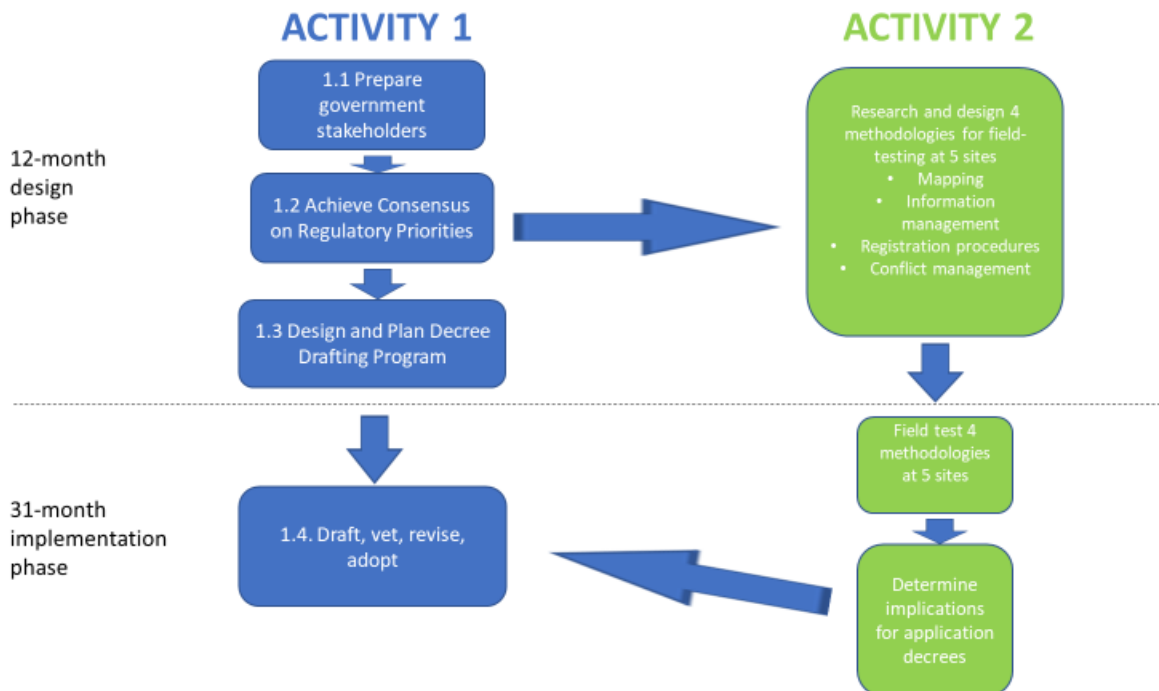 ACTIVITY 1
ACTIVITY 2
12-month
design
phase
1.1 Prepare
government
stakeholders
1.2 Achieve Consensus
on Regulatory Priorities
1.3 Design and Plan Decree
Drafting Program
Research and design 4
methodologies for field-
testing at 5 sites
• Mapping
• Information
management
• Registration procedures
• Conflict management
31-month
implementation
phase
1.4. Draft, vet, revise,
adopt
Field test 4
methodologies
at 5 sites
Determine
implications
for application
decrees